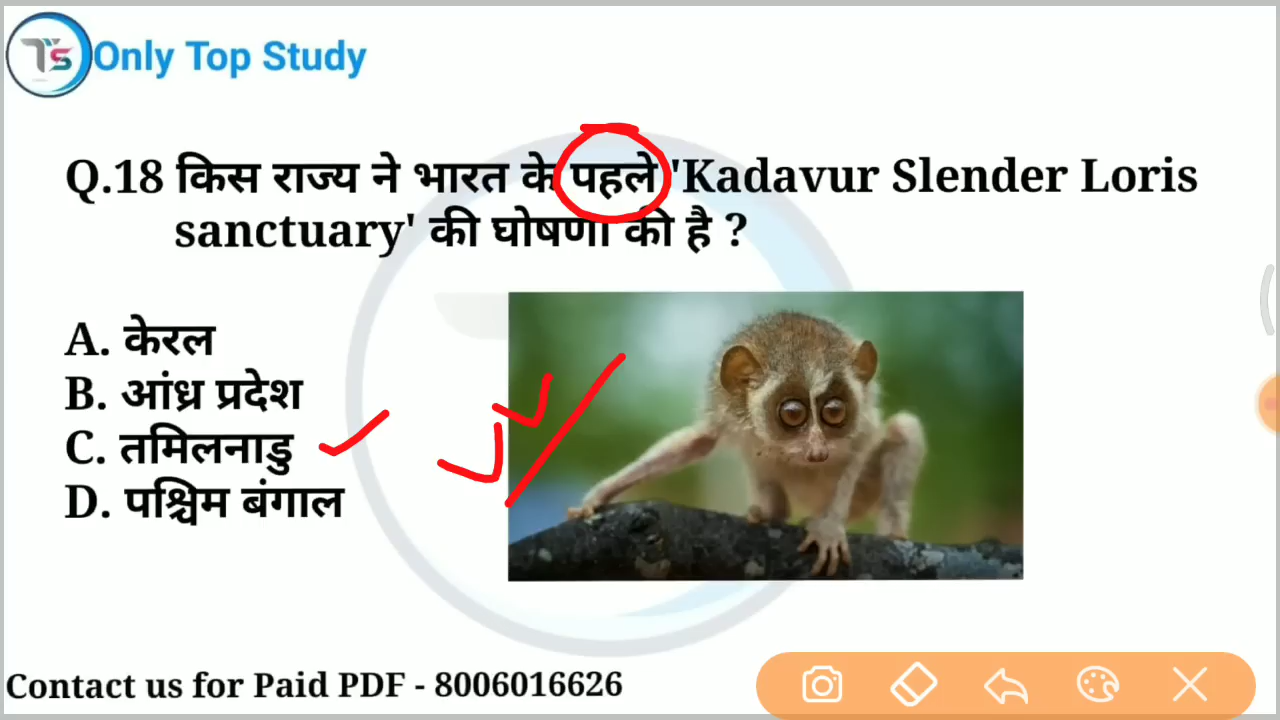 TS Only Top Study
Q.18 किस राज्य ने भारत के पहले 'Kadavur Slender Loris
sanctuary' की घोषणा की है ?
A. केरल
B. आंध्र प्रदेश
C. तमिलनाडु
D. पश्चिम बंगाल
Contact us for Paid PDF - 8006016626